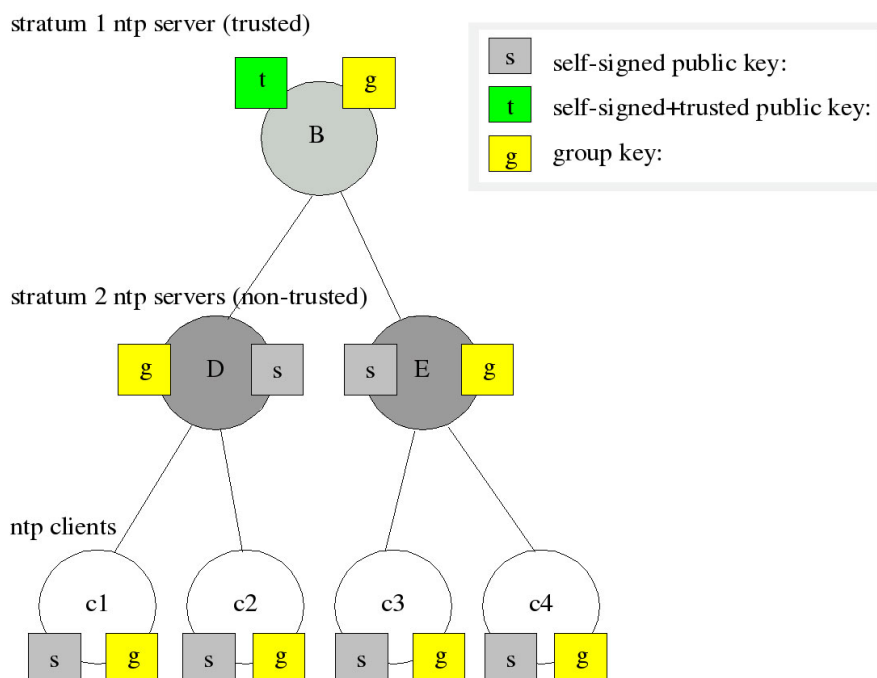 stratum 1 ntp server (trusted)
s self-signed public key:
t self-signed+trusted public key:
g group key:
t g
B
stratum 2 ntp servers (non-trusted)
g D s
s E g
ntp clients
c1 c2 c3 c4
s g s g s g s g